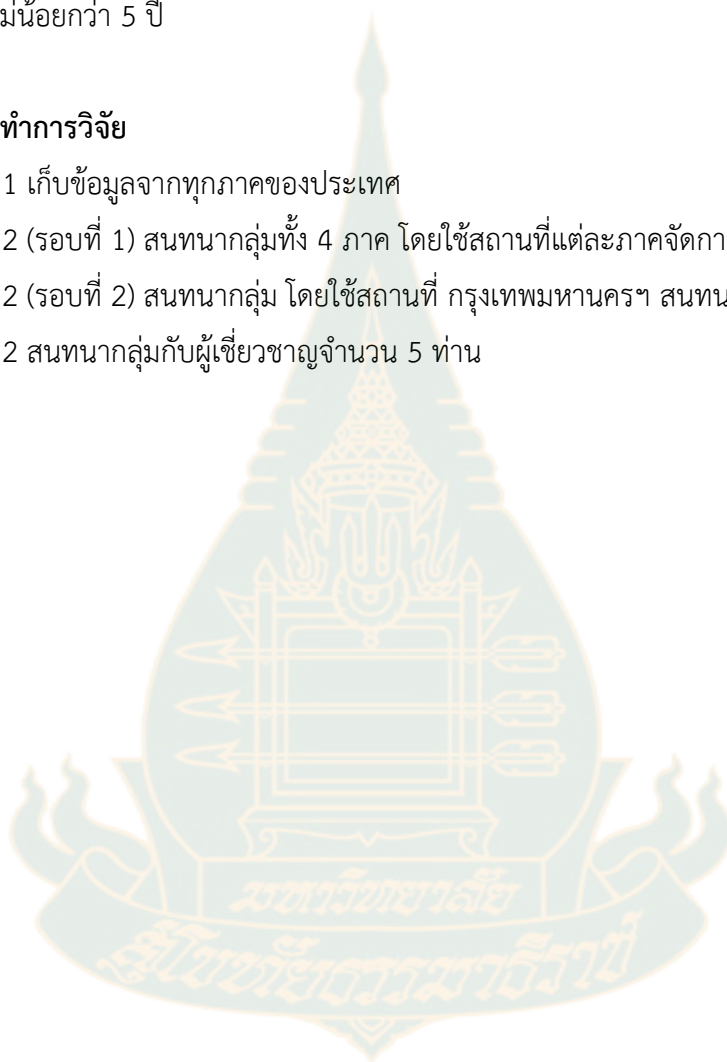 ม่น้อยกว่า 5 ปี
ทำการวิจัย
1 เก็บข้อมูลจากทุกภาคของประเทศ
2 (รอบที่ 1) สนทนากลุ่มทั้ง 4 ภาค โดยใช้สถานที่แต่ละภาคจัดกา
2 (รอบที่ 2) สนทนากลุ่ม โดยใช้สถานที่ กรุงเทพมหานครฯ สนทน
2 สนทนากลุ่มกับผู้เชี่ยวชาญจำนวน 5 ท่าน
มหาวิทยาลัย
สุโขทัยธรรมาธิราช